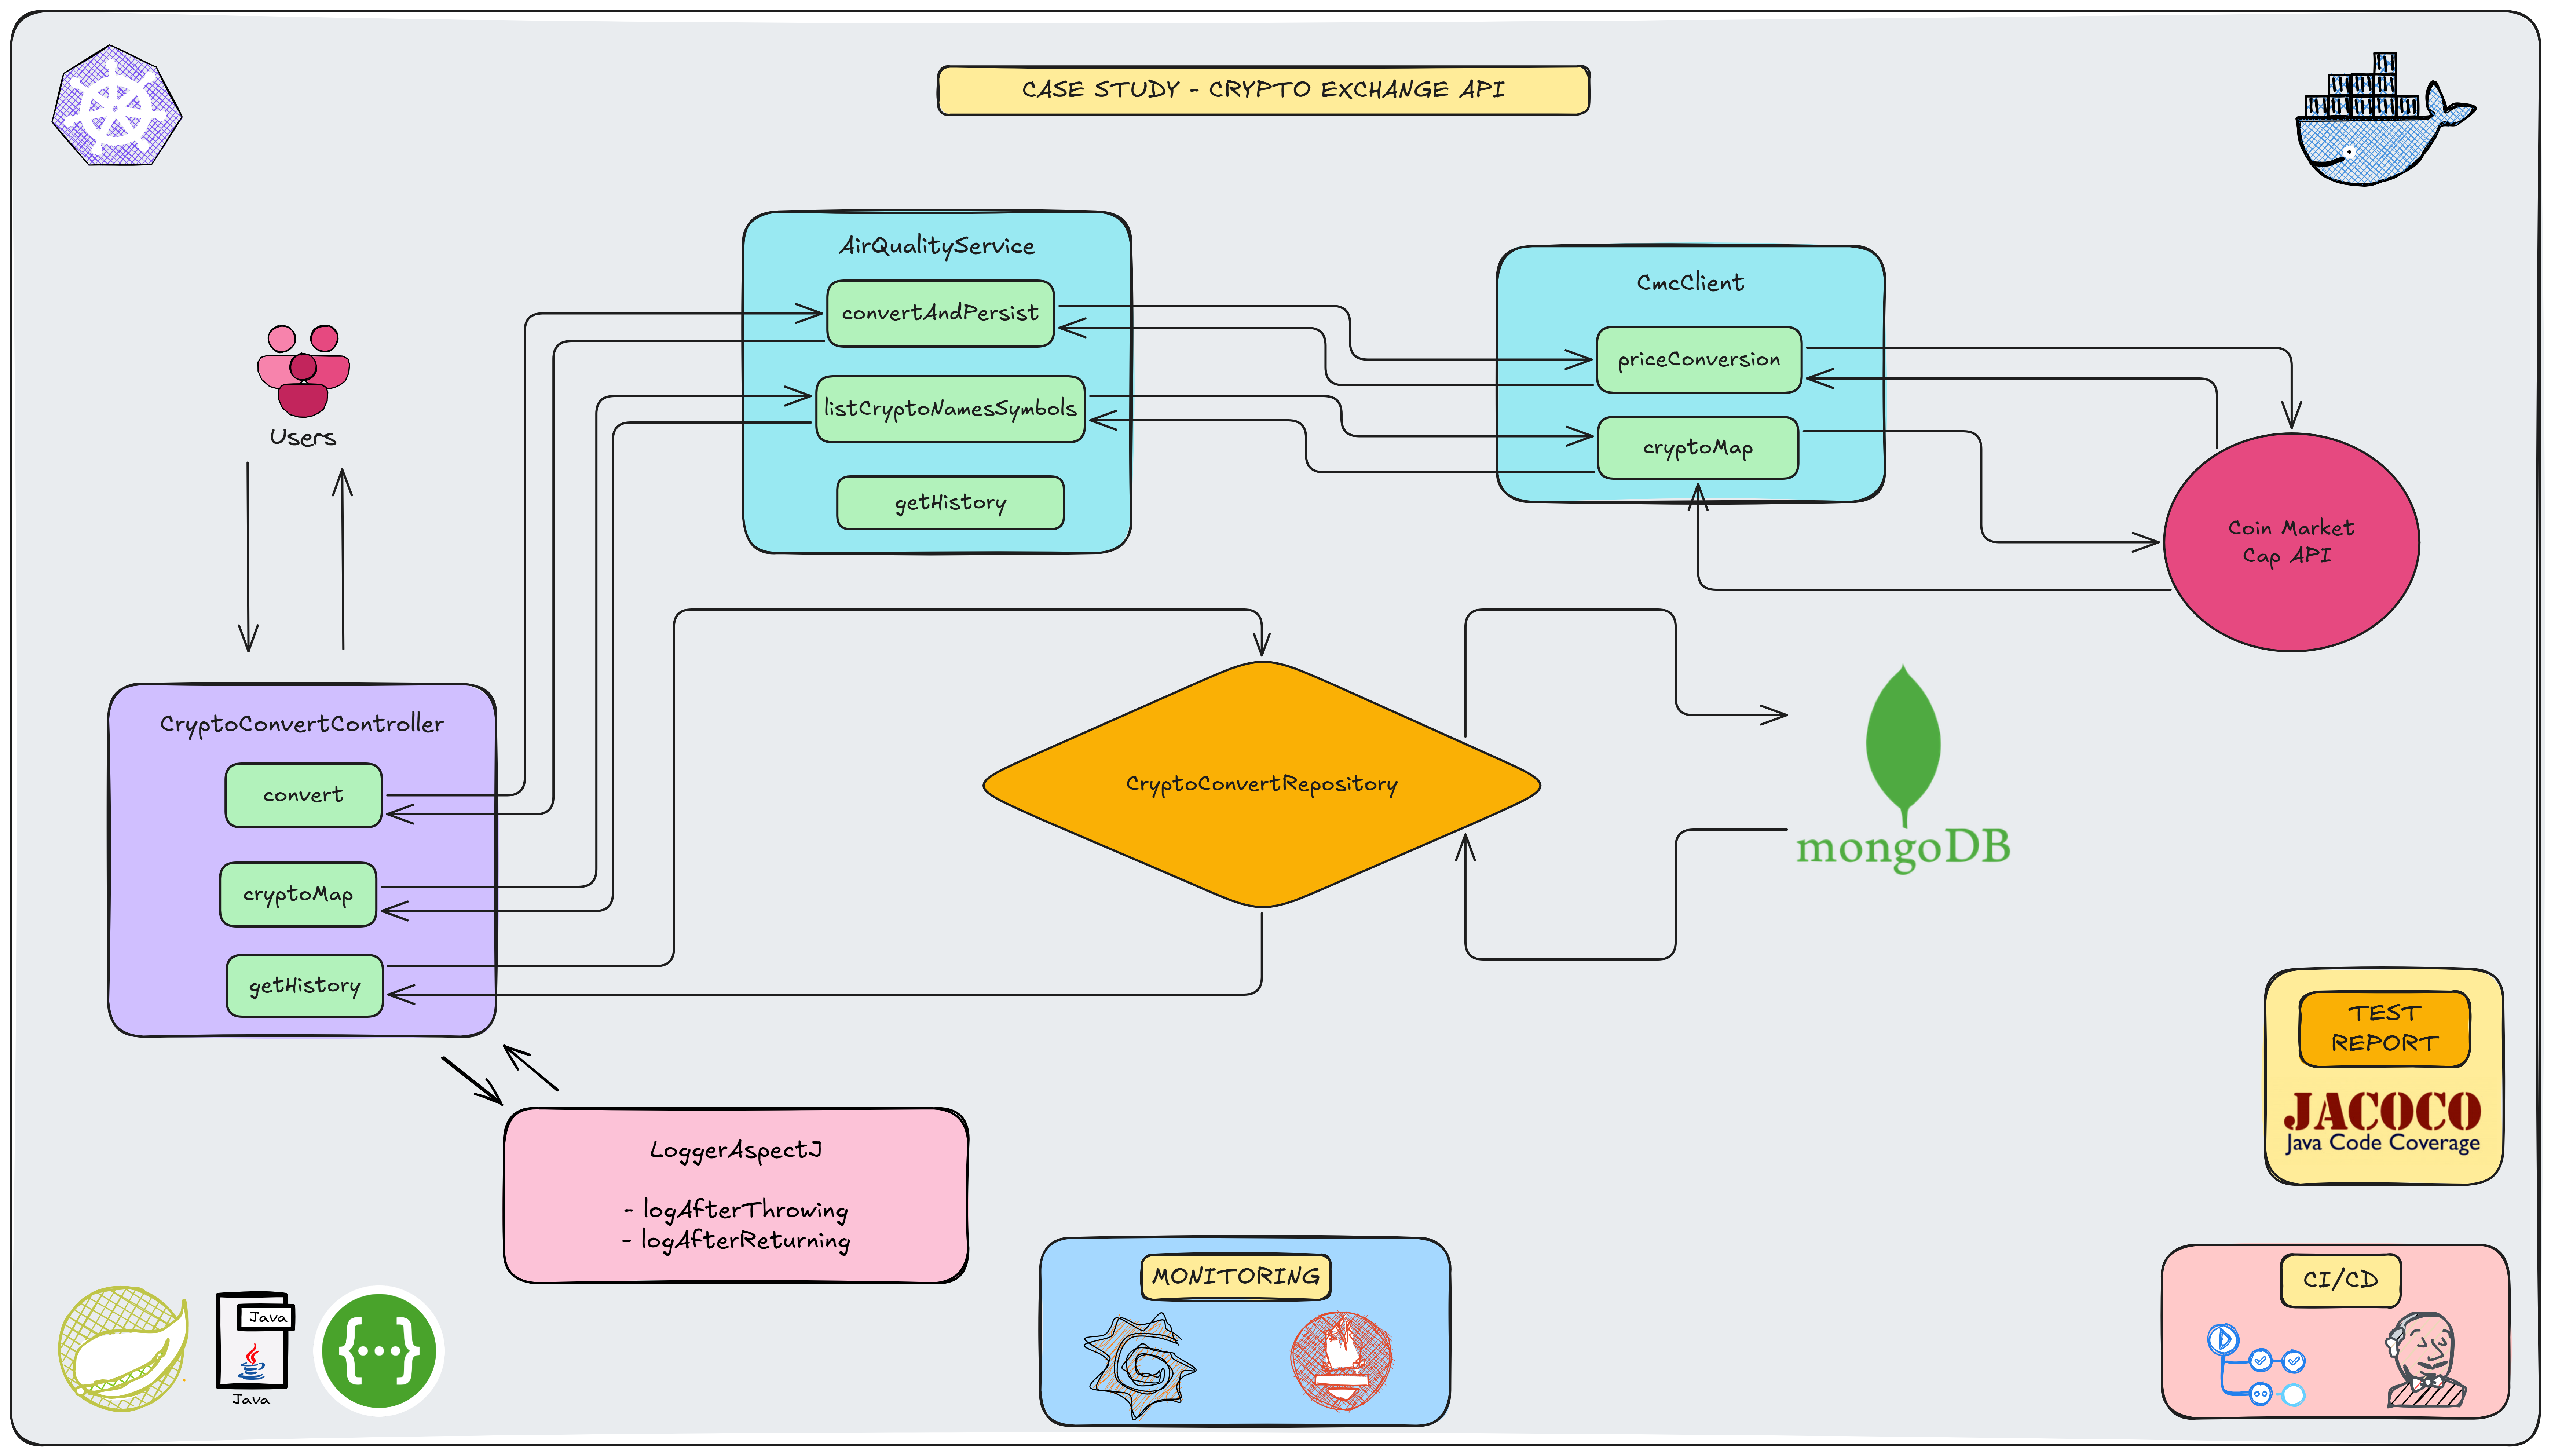 CASE STUDY - CRYPTO EXCHANGE API
AirQualityService
convertAndPersist
listCryptoNamesSymbols
getHistory
CmcClient
priceConversion
cryptoMap
Coin Market
Cap API
Users
CryptoConvertController
convert
cryptoMap
getHistory
CryptoConvertRepository
mongoDB
LoggerAspectJ
- logAfterThrowing
- logAfterReturning
TEST
REPORT
JACOCO
Java Code Coverage
MONITORING
CI/CD
Java
Java